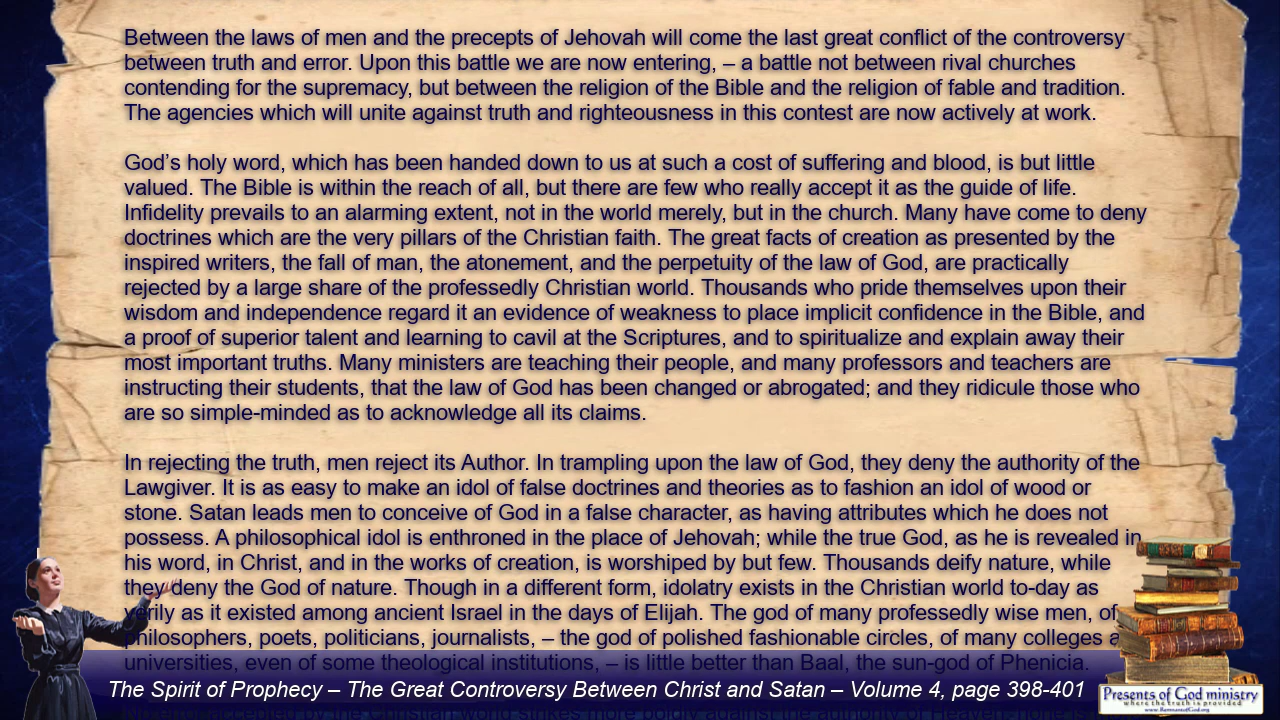 Between the laws of men and the precepts of Jehovah will come the last great conflict of the controversy
between truth and error. Upon this battle we are now entering, – a battle not between rival churches
contending for the supremacy, but between the religion of the Bible and the religion of fable and tradition.
The agencies which will unite against truth and righteousness in this contest are now actively at work.
God’s holy word, which has been handed down to us at such a cost of suffering and blood, is but little
valued. The Bible is within the reach of all, but there are few who really accept it as the guide of life.
Infidelity prevails to an alarming extent, not in the world merely, but in the church. Many have come to deny
doctrines which are the very pillars of the Christian faith. The great facts of creation as presented by the
inspired writers, the fall of man, the atonement, and the perpetuity of the law of God, are practically
rejected by a large share of the professedly Christian world. Thousands who pride themselves upon their
wisdom and independence regard it an evidence of weakness to place implicit confidence in the Bible, and
a proof of superior talent and learning to cavil at the Scriptures, and to spiritualize and explain away their
most important truths. Many ministers are teaching their people, and many professors and teachers are
instructing their students, that the law of God has been changed or abrogated; and they ridicule those who
are so simple-minded as to acknowledge all its claims.
In rejecting the truth, men reject its Author. In trampling upon the law of God, they deny the authority of the
Lawgiver. It is as easy to make an idol of false doctrines and theories as to fashion an idol of wood or
stone. Satan leads men to conceive of God in a false character, as having attributes which he does not
possess. A philosophical idol is enthroned in the place of Jehovah; while the true God, as he is revealed in
his word, in Christ, and in the works of creation, is worshiped by but few. Thousands deify nature, while
they deny the God of nature. Though in a different form, idolatry exists in the Christian world to-day as
verily as it existed among ancient Israel in the days of Elijah. The god of many professedly wise men, of
philosophers, poets, politicians, journalists, – the god of polished fashionable circles, of many colleges a
universities, even of some theological institutions, – is little better than Baal, the sun-god of Phenicia.
The Spirit of Prophecy – The Great Controversy Between Christ and Satan – Volume 4, page 398-401
Presents of God ministry
where the truth is provided
www.RemnantofGod.org